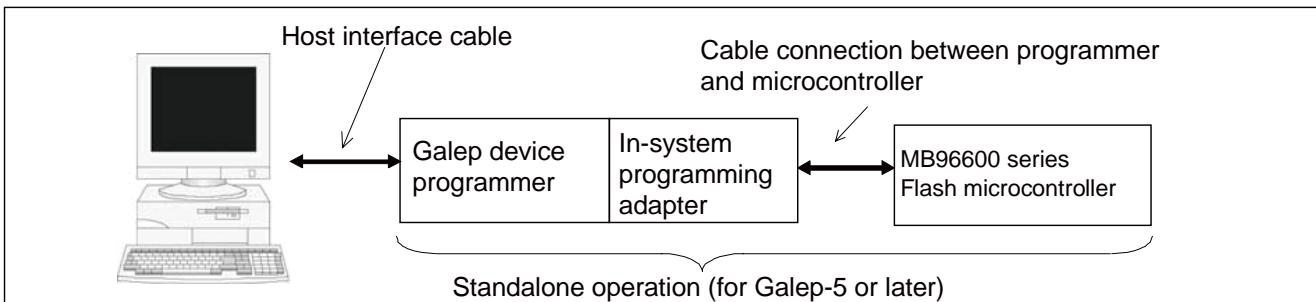 Host interface cable
Cable connection between programmer
and microcontroller
Galep device
programmer
In-system
programming
adapter
MB96600 series
Flash microcontroller
Standalone operation (for Galep-5 or later)